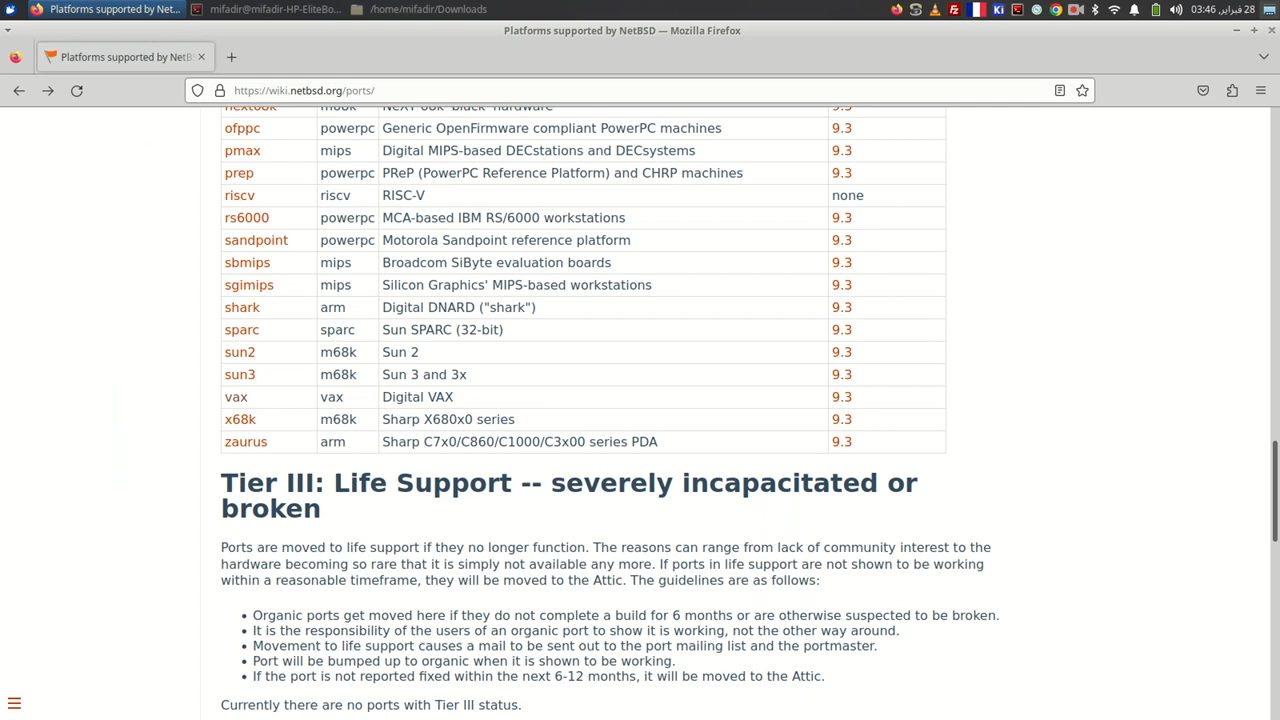 Platforms supported by Net...
mifadir@mifadir-HP-EliteBo...
/home/mifadir/Downloads
Ki
03:46 ,28 فبراير
Platforms supported by NetBSD — Mozilla Firefox
Platforms supported by NetB
https://wiki.netbsd.org/ports/
next68k m68k NeXT 68k 'black' hardware 9.3
ofppc powerpc Generic OpenFirmware compliant PowerPC machines 9.3
pmax mips Digital MIPS-based DECstations and DECsystems 9.3
prep powerpc PReP (PowerPC Reference Platform) and CHRP machines 9.3
riscv riscv RISC-V none
rs6000 powerpc MCA-based IBM RS/6000 workstations 9.3
sandpoint powerpc Motorola Sandpoint reference platform 9.3
sbmips mips Broadcom SiByte evaluation boards 9.3
sgimips mips Silicon Graphics' MIPS-based workstations 9.3
shark arm Digital DNARD ("shark") 9.3
sparc sparc Sun SPARC (32-bit) 9.3
sun2 m68k Sun 2 9.3
sun3 m68k Sun 3 and 3x 9.3
vax vax Digital VAX 9.3
x68k m68k Sharp X680x0 series 9.3
zaurus arm Sharp C7x0/C860/C1000/C3x00 series PDA 9.3
Tier III: Life Support -- severely incapacitated or
broken
Ports are moved to life support if they no longer function. The reasons can range from lack of community interest to the
hardware becoming so rare that it is simply not available any more. If ports in life support are not shown to be working
within a reasonable timeframe, they will be moved to the Attic. The guidelines are as follows:
• Organic ports get moved here if they do not complete a build for 6 months or are otherwise suspected to be broken.
• It is the responsibility of the users of an organic port to show it is working, not the other way around.
• Movement to life support causes a mail to be sent out to the port mailing list and the portmaster.
• Port will be bumped up to organic when it is shown to be working.
• If the port is not reported fixed within the next 6-12 months, it will be moved to the Attic.
Currently there are no ports with Tier III status.